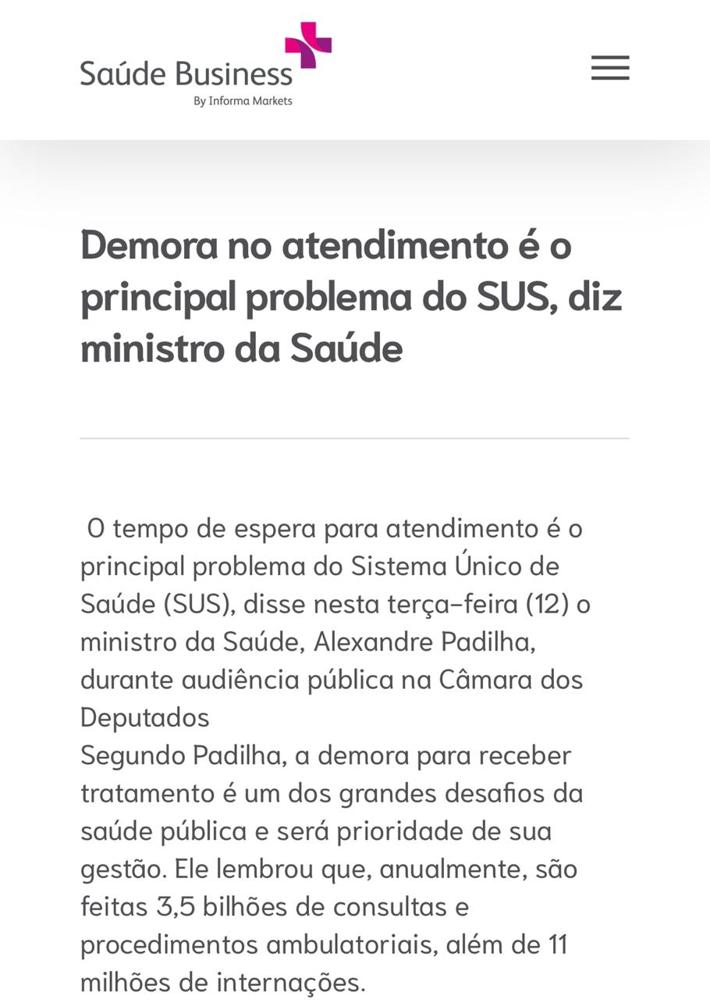 Saúde Business
By Informa Markets
Demora no atendimento é o
principal problema do SUS, diz
ministro da Saúde
O tempo de espera para atendimento é o
principal problema do Sistema Único de
Saúde (SUS), disse nesta terça-feira (12) o
ministro da Saúde, Alexandre Padilha,
durante audiência pública na Câmara dos
Deputados
Segundo Padilha, a demora para receber
tratamento é um dos grandes desafios da
saúde pública e será prioridade de sua
gestão. Ele lembrou que, anualmente, são
feitas 3,5 bilhões de consultas e
procedimentos ambulatoriais, além de 11
milhões de internações.